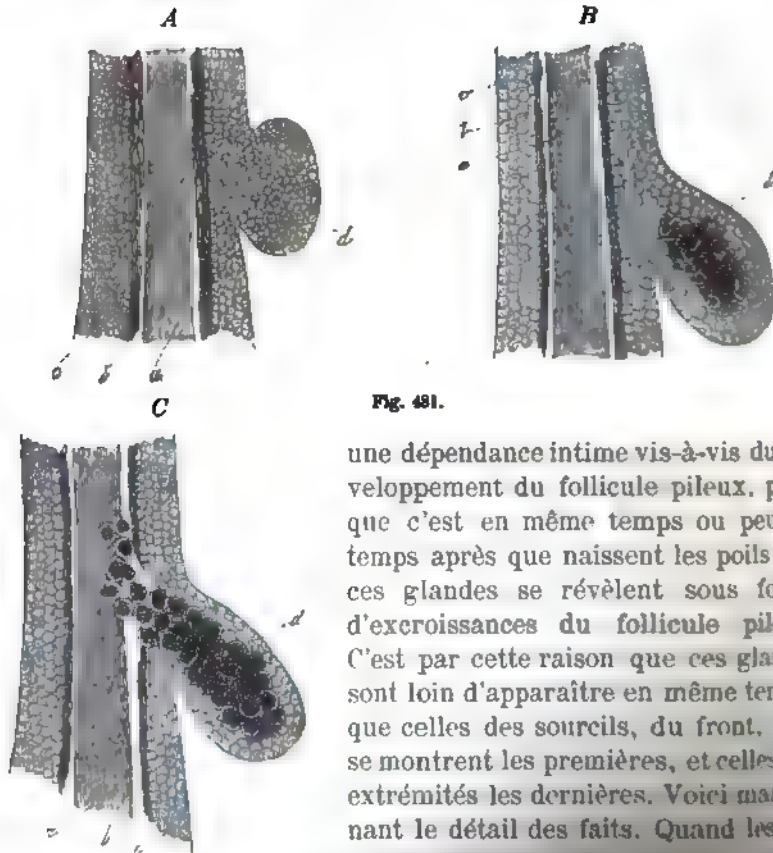 A
B
d
c b a
C
Fig. 481.
une dépendance intime vis-à-vis du
veloppement du follicule pileux, p
que c'est en même temps ou peu
temps après que naissent les poils
ces glandes se révèlent sous fo
d'excroissances du follicule pil
C'est par cette raison que ces glan
sont loin d'apparaître en même tem
que celles des sourcils, du front,
se montrent les premières, et celles
extrémités les dernières. Voici mai
nant le détail des faits. Quand les
d